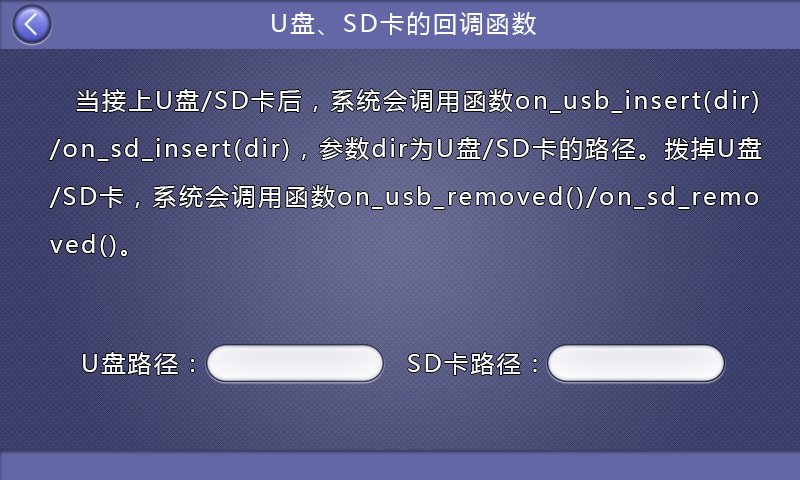 U盘、SD卡的回调函数
当接上U盘/SD卡后，系统会调用函数on_usb_insert(dir)
/on_sd_insert(dir)，参数dir为U盘/SD卡的路径。拨掉U盘
/SD卡，系统会调用函数on_usb_removed()/on_sd_remo
ved()。
U盘路径： SD卡路径：